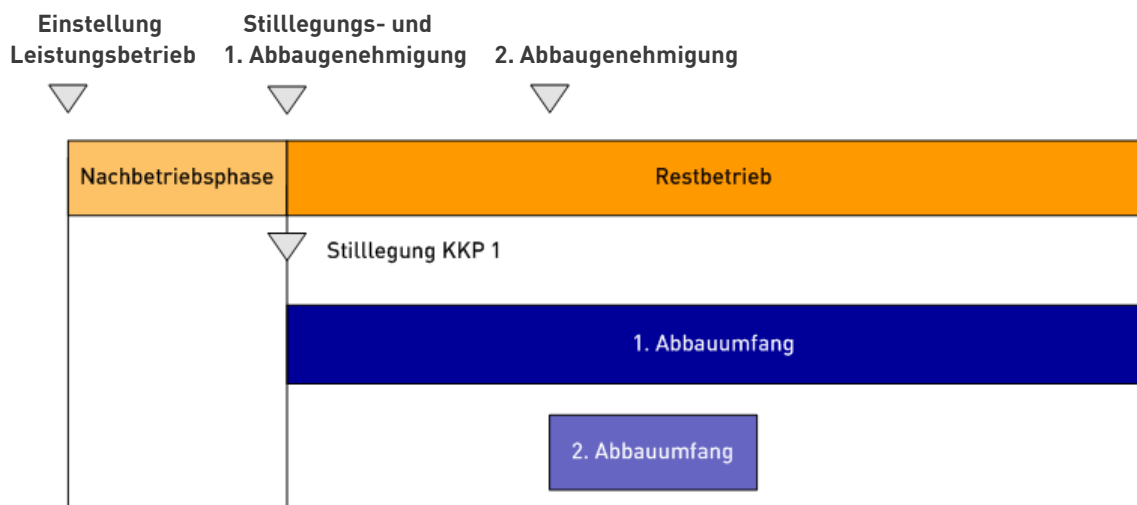 Einstellung
Leistungsbetrieb
Stilllegungs- und
1. Abbaugenehmigung
2. Abbaugenehmigung
Nachbetriebsphase
Restbetrieb
Stilllegung KKP 1
1. Abbauumfang
2. Abbauumfang